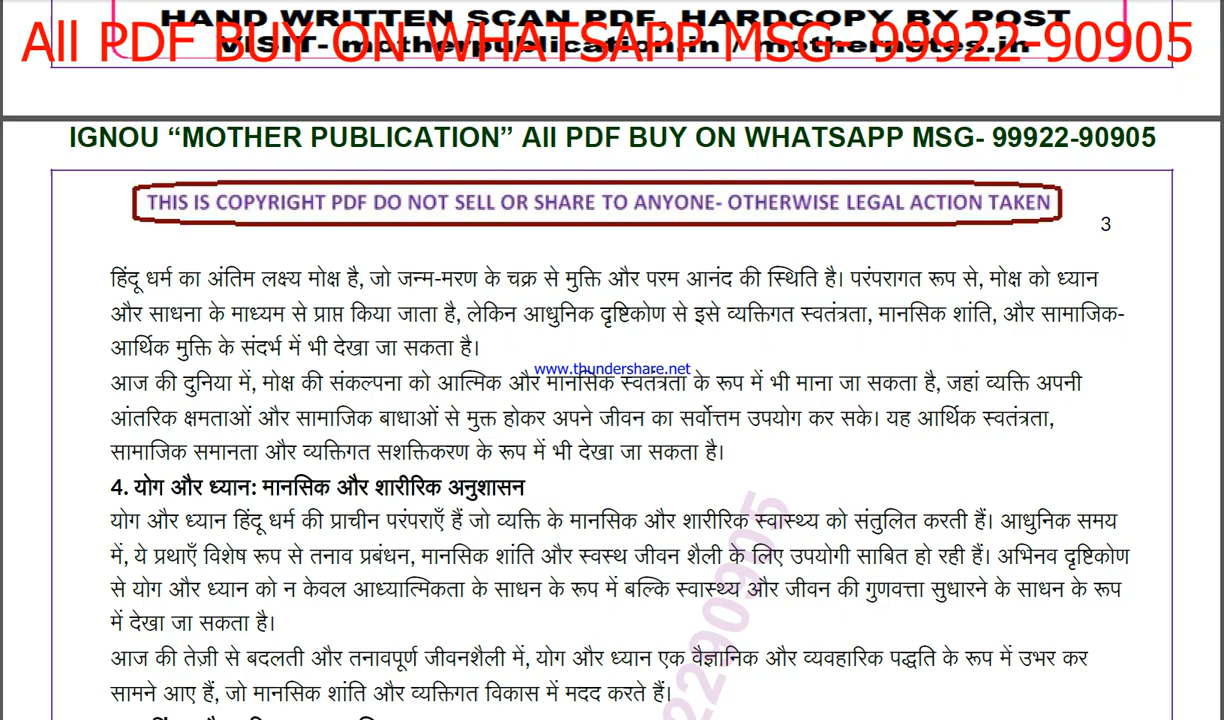 HAND WRITTEN SCAN PDF, HARDCOPY BY POST
All PDF BUY ON WHATSAPP MSG- 99922-90905
VISIT- motherpublication.in / mothernotes.in
IGNOU “MOTHER PUBLICATION” All PDF BUY ON WHATSAPP MSG- 99922-90905
THIS IS COPYRIGHT PDF DO NOT SELL OR SHARE TO ANYONE- OTHERWISE LEGAL ACTION TAKEN
3
हिंदू धर्म का अंतिम लक्ष्य मोक्ष है, जो जन्म-मरण के चक्र से मुक्ति और परम आनंद की स्थिति है। परंपरागत रूप से, मोक्ष को ध्यान
और साधना के माध्यम से प्राप्त किया जाता है, लेकिन आधुनिक दृष्टिकोण से इसे व्यक्तिगत स्वतंत्रता, मानसिक शांति, और सामाजिक-
आर्थिक मुक्ति के संदर्भ में भी देखा जा सकता है।
www.thundershare.net
आज की दुनिया में, मोक्ष की संकल्पना को आत्मिक और मानसिक स्वतंत्रता के रूप में भी माना जा सकता है, जहां व्यक्ति अपनी
आंतरिक क्षमताओं और सामाजिक बाधाओं से मुक्त होकर अपने जीवन का सर्वोत्तम उपयोग कर सके। यह आर्थिक स्वतंत्रता,
सामाजिक समानता और व्यक्तिगत सशक्तिकरण के रूप में भी देखा जा सकता है।
4. योग और ध्यान: मानसिक और शारीरिक अनुशासन
योग और ध्यान हिंदू धर्म की प्राचीन परंपराएँ हैं जो व्यक्ति के मानसिक और शारीरिक स्वास्थ्य को संतुलित करती हैं। आधुनिक समय
में, ये प्रथाएँ विशेष रूप से तनाव प्रबंधन, मानसिक शांति और स्वस्थ जीवन शैली के लिए उपयोगी साबित हो रही हैं। अभिनव दृष्टिकोण
से योग और ध्यान को न केवल आध्यात्मिकता के साधन के रूप में बल्कि स्वास्थ्य और जीवन की गुणवत्ता सुधारने के साधन के रूप
में देखा जा सकता है।
आज की तेज़ी से बदलती और तनावपूर्ण जीवनशैली में, योग और ध्यान एक वैज्ञानिक और व्यवहारिक पद्धति के रूप में उभर कर
सामने आए हैं, जो मानसिक शांति और व्यक्तिगत विकास में मदद करते हैं।
2290905